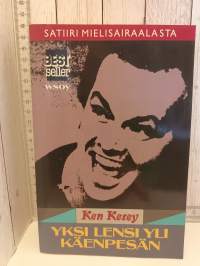 SATIIRI MIELISAIRAALASTA
BEST
seller
WSOY
Ken Kesey
YKSI LENSI YLI
KÄENPESÄN